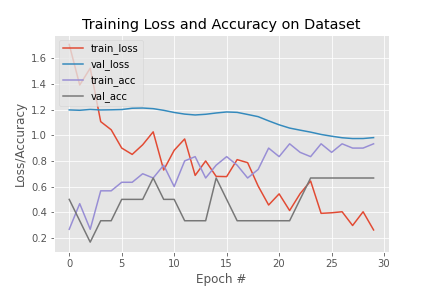 Training Loss and Accuracy on Dataset
train_loss
val_loss
train_acc
val_acc
Loss/Accuracy
1.6
1.4
1.2
1.0
0.8
0.6
0.4
0.2
0 5 10 15 20 25 30
Epoch #